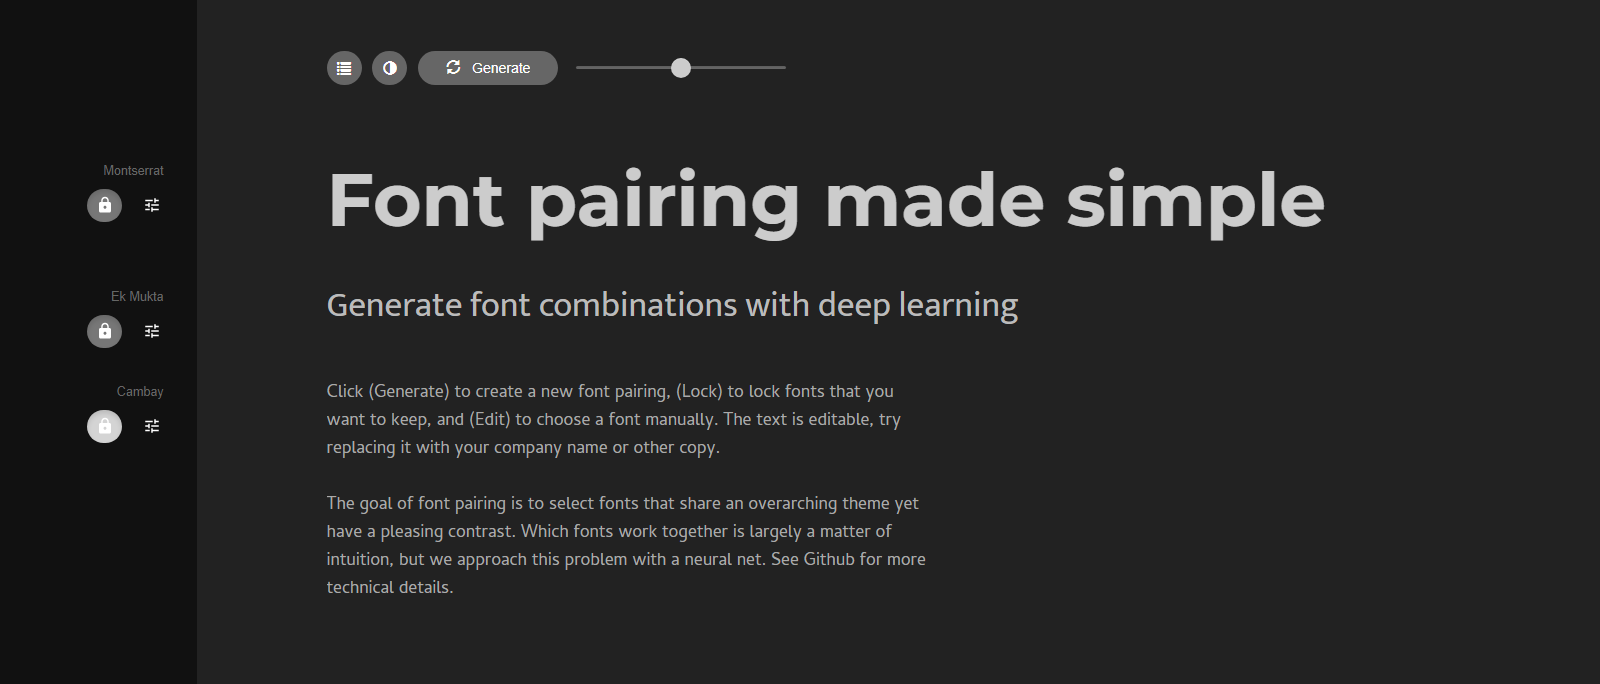 Generate
Montserrat
Font pairing made simple
Ek Mukta
Generate font combinations with deep learning
Cambay
Click (Generate) to create a new font pairing, (Lock) to lock fonts that you
want to keep, and (Edit) to choose a font manually. The text is editable, try
replacing it with your company name or other copy.
The goal of font pairing is to select fonts that share an overarching theme yet
have a pleasing contrast. Which fonts work together is largely a matter of
intuition, but we approach this problem with a neural net. See Github for more
technical details.